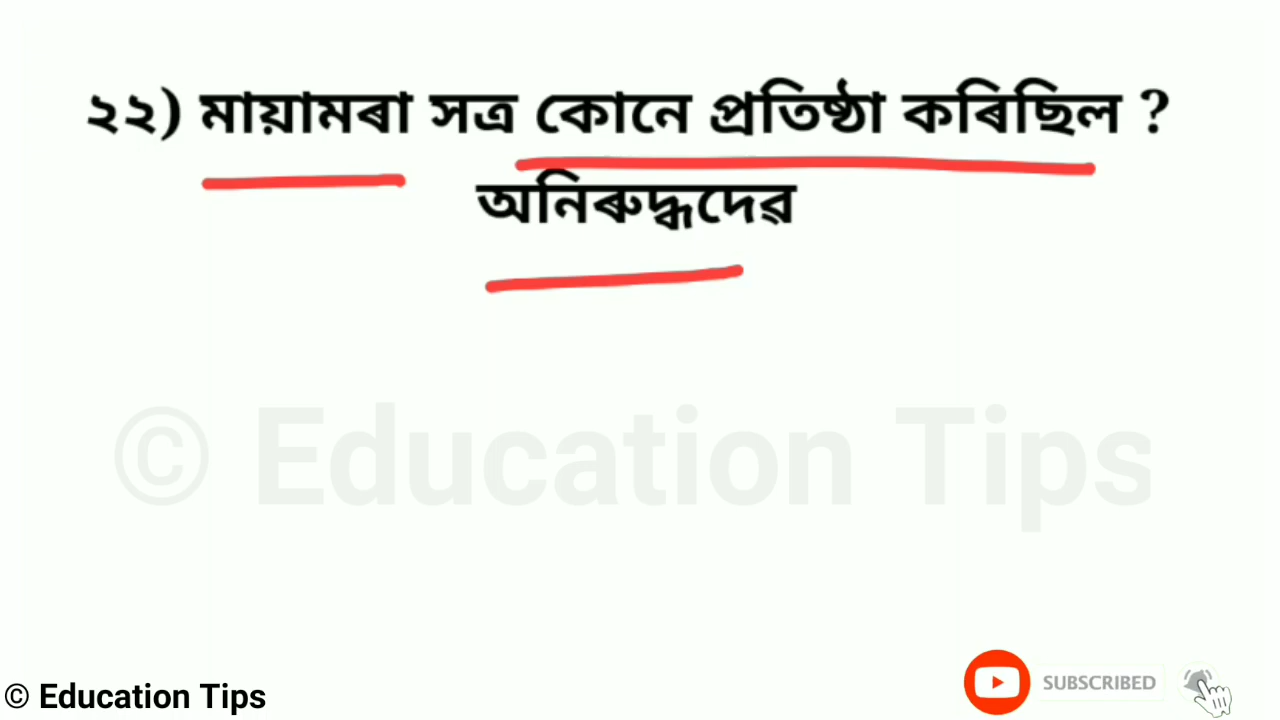 ২২) মায়ামৰা সত্ৰ কোনে প্ৰতিষ্ঠা কৰিছিল ?
অনিৰুদ্ধদেৱ
© Education Tips
© Education Tips
SUBSCRIBED